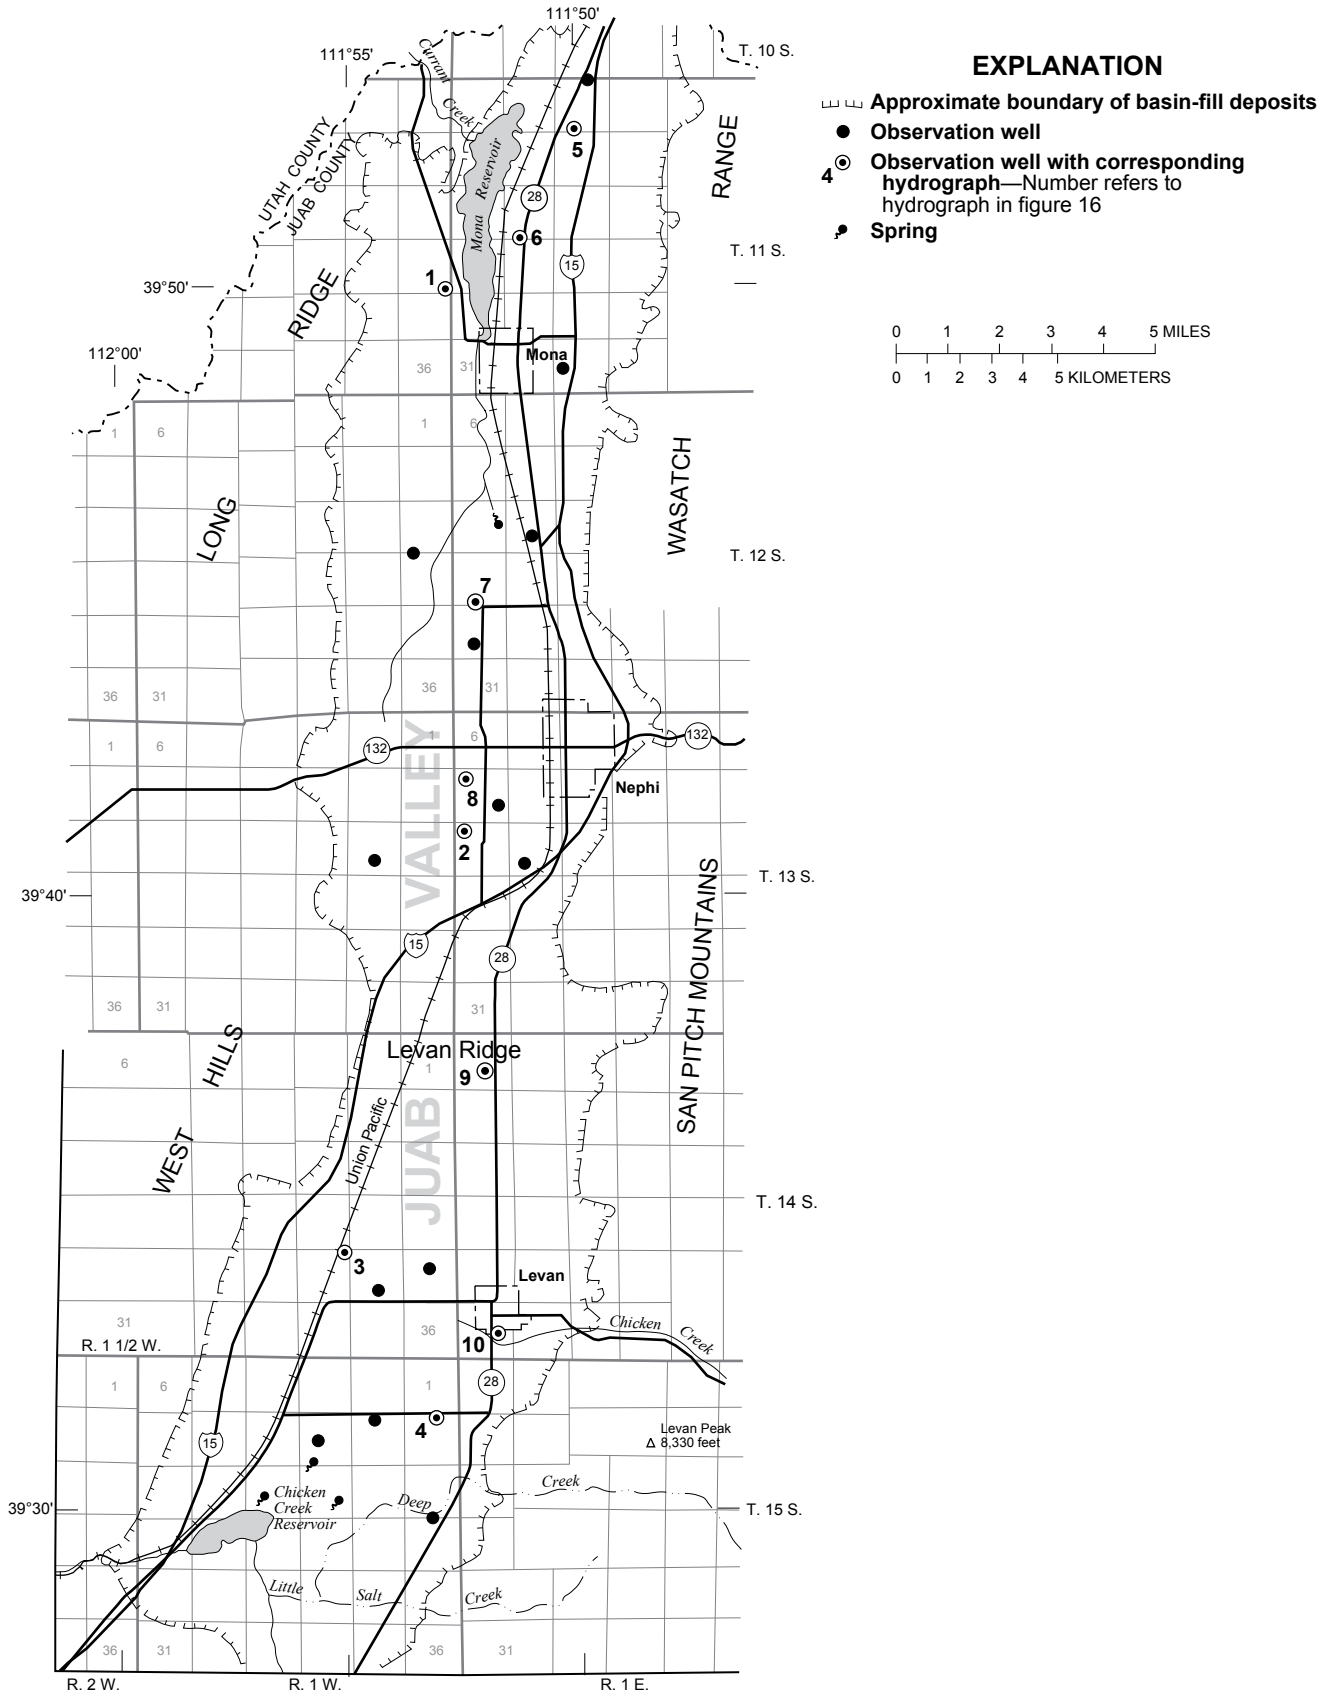 111°50'
111°55'
T. 10 S.
EXPLANATION
Approximate boundary of basin-fill deposits
Observation well
4 Observation well with corresponding
hydrograph—Number refers to
hydrograph in figure 16
Spring
Currant
Creek
5
UTAH COUNTY
JUAB COUNTY
RANGE
Mona Reservoir
28
6
T. 11 S.
15
1
39°50'
RIDGE
0 1 2 3 4 5 MILES
0 1 2 3 4 5 KILOMETERS
112°00'
Mona
36 31
1 6
1 6
LONG
WASATCH
T. 12 S.
7
36 31
36 31
1 6
1 6
132
132
JUAB VALLEY
8
Nephi
2
T. 13 S.
39°40'
15
28
SAN PITCH MOUNTAINS
36 31
31
Levan Ridge
6
1
9
WEST HILLS
Union Pacific
T. 14 S.
3
Levan
31
36
10
Chicken
Creek
R. 1 1/2 W.
1 6
1
28
4
15
Levan Peak
Δ 8,330 feet
Chicken
Creek
Reservoir
Deep
Creek
39°30'
T. 15 S.
Little
Salt
Creek
36 31
36 31
R. 2 W.
R. 1 W.
R. 1 E.